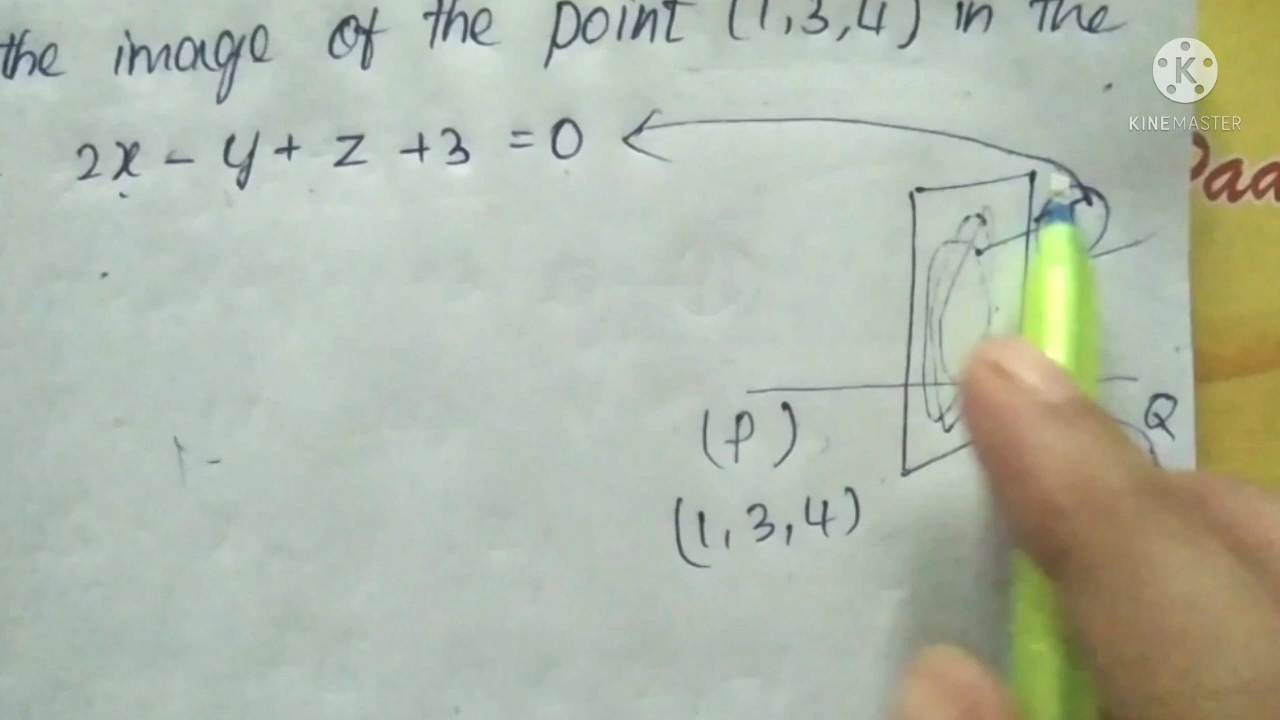 the image of the point (1,3,4) in the
2x - y + z + 3 = 0
(P)
Q
(1,3,4)
K
KINEMASTER